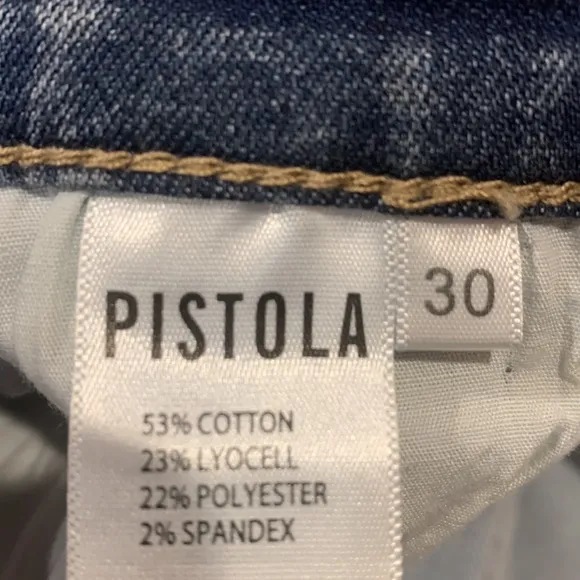 PISTOLA
30
53% COTTON
23% LYOCELL
22% POLYESTER
2% SPANDEX